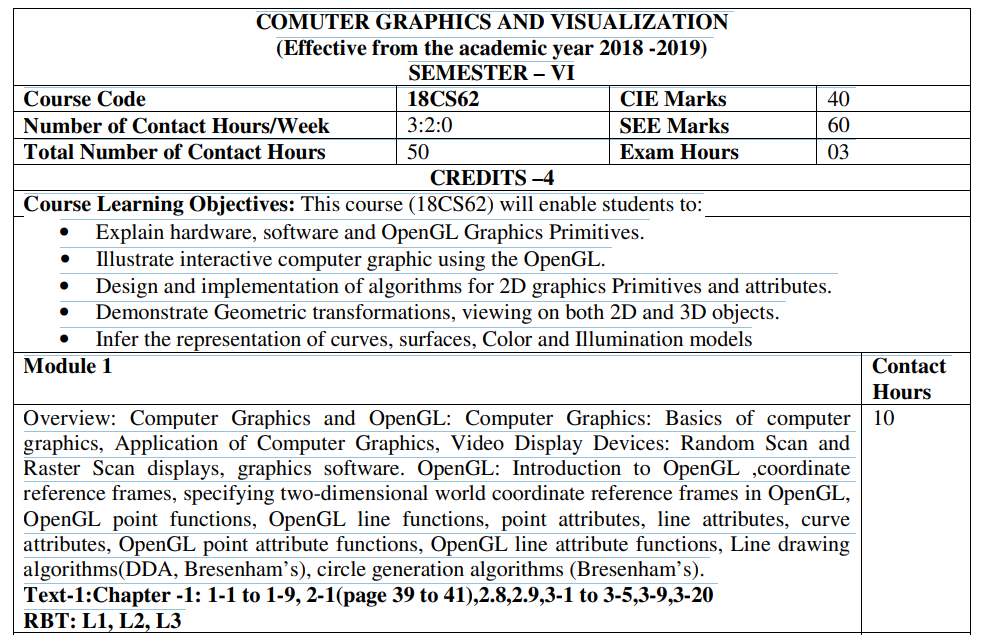 COMUTER GRAPHICS AND VISUALIZATION
(Effective from the academic year 2018 -2019)
SEMESTER – VI
Course Code 18CS62 CIE Marks 40
Number of Contact Hours/Week 3:2:0 SEE Marks 60
Total Number of Contact Hours 50 Exam Hours 03
CREDITS –4
Course Learning Objectives: This course (18CS62) will enable students to:
• Explain hardware, software and OpenGL Graphics Primitives.
• Illustrate interactive computer graphic using the OpenGL.
• Design and implementation of algorithms for 2D graphics Primitives and attributes.
• Demonstrate Geometric transformations, viewing on both 2D and 3D objects.
• Infer the representation of curves, surfaces, Color and Illumination models
Module 1 Contact
Hours
Overview: Computer Graphics and OpenGL: Computer Graphics: Basics of computer 10
graphics, Application of Computer Graphics, Video Display Devices: Random Scan and
Raster Scan displays, graphics software. OpenGL: Introduction to OpenGL ,coordinate
reference frames, specifying two-dimensional world coordinate reference frames in OpenGL,
OpenGL point functions, OpenGL line functions, point attributes, line attributes, curve
attributes, OpenGL point attribute functions, OpenGL line attribute functions, Line drawing
algorithms(DDA, Bresenham’s), circle generation algorithms (Bresenham’s).
Text-1:Chapter -1: 1-1 to 1-9, 2-1(page 39 to 41),2.8,2.9,3-1 to 3-5,3-9,3-20
RBT: L1, L2, L3